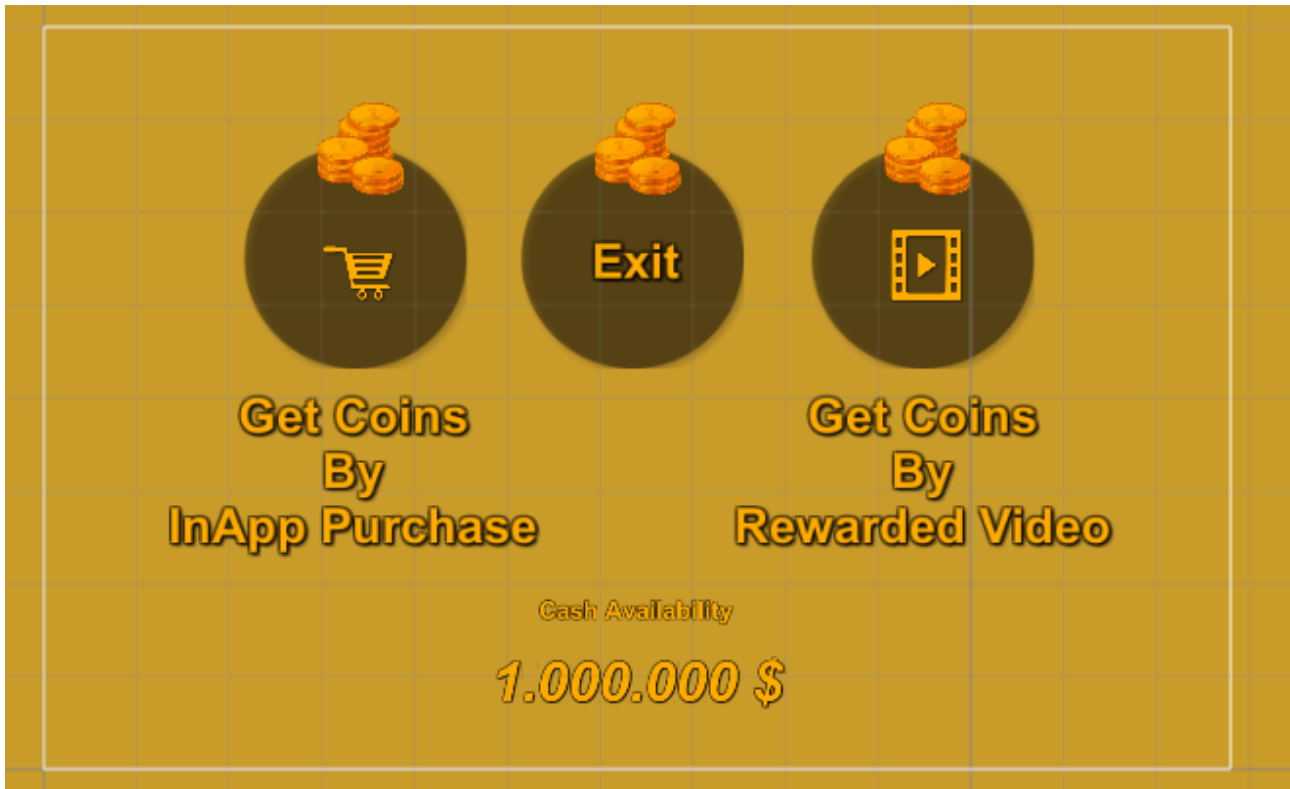 Exit
Get Coins
By
InApp Purchase
Get Coins
By
Rewarded Video
Cash Availability
1.000.000 $